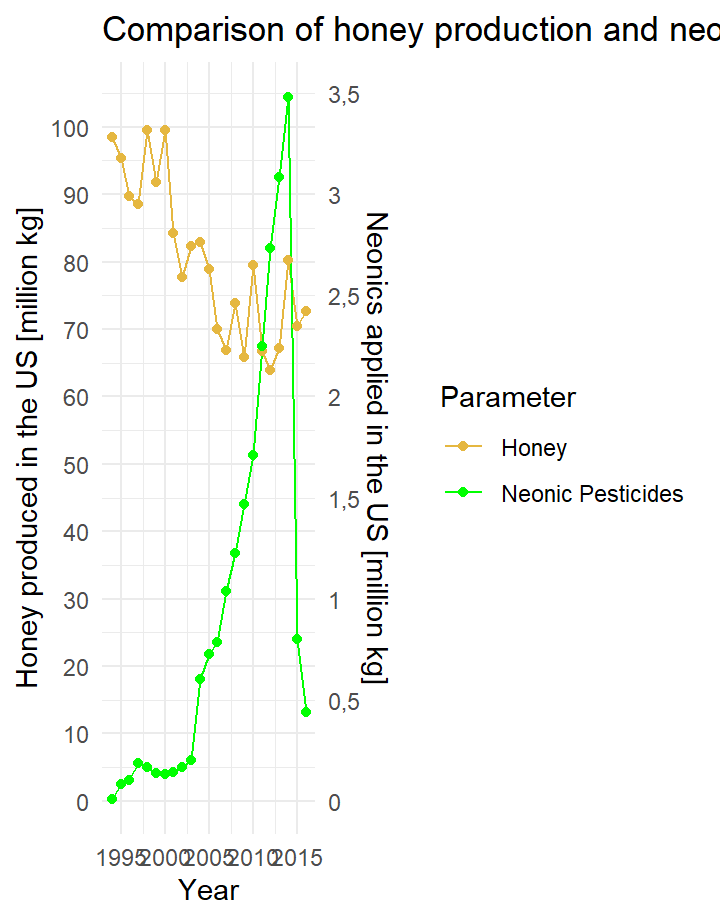 Comparison of honey production and neo
Honey produced in the US [million kg]
100
90
80
70
60
50
40
30
20
10
0
3,5
3
2,5
2
1,5
1
0,5
0
Neonics applied in the US [million kg]
1995 2000 2005 2010 2015
Year
Parameter
Honey
Neonic Pesticides